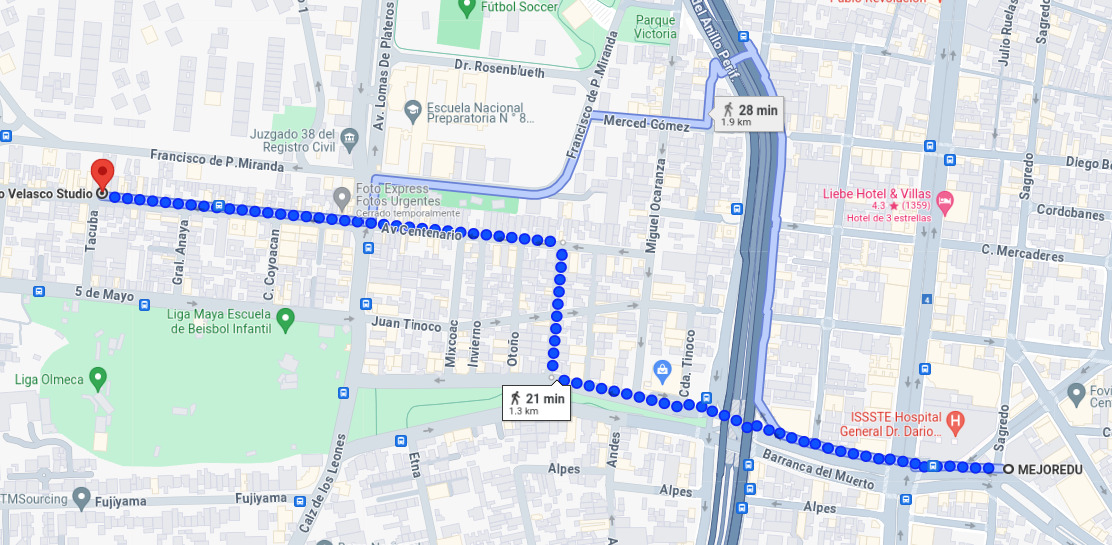 Pablo Revolución
Fútbol Soccer
Parque
Victoria
del Anillo Perif.
Julio Ruelas
Sagredo
Av. Lomas De Plateros
Dr. Rosenblueth
Francisco de P.Miranda
Escuela Nacional
Preparatoria N ° 8...
28 min
1.9 km
Merced Gómez
Juzgado 38 del
Registro Civil
Francisco de P.Miranda
Diego B
Sagredo
o Velasco Studio
Foto Express
Fotos Urgentes
Cerrado temporalmente
Miguel Ocaranza
Liebe Hotel & Villas
4.3 ★ (1359)
Hotel de 3 estrellas
Cordobanes
Tacuba
Gral. Anaya
C. Coyoacan
Av Centenario
C. Mercaderes
5 de Mayo
4
Liga Maya Escuela
de Beisbol Infantil
Juan Tinoco
Mixcoac
Invierno
Otoño
Cda. Tinoco
Liga Olmeca
21 min
1.3 km
Fovi
Cen
ISSSTE Hospital
General Dr. Dario...
Sagredo
C
Calz de los Leones
Etna
Andes
Alpes
Barranca del Muerto
MEJOREDU
TMSourcing
Fujiyama
Fujiyama
Alpes
Alpes